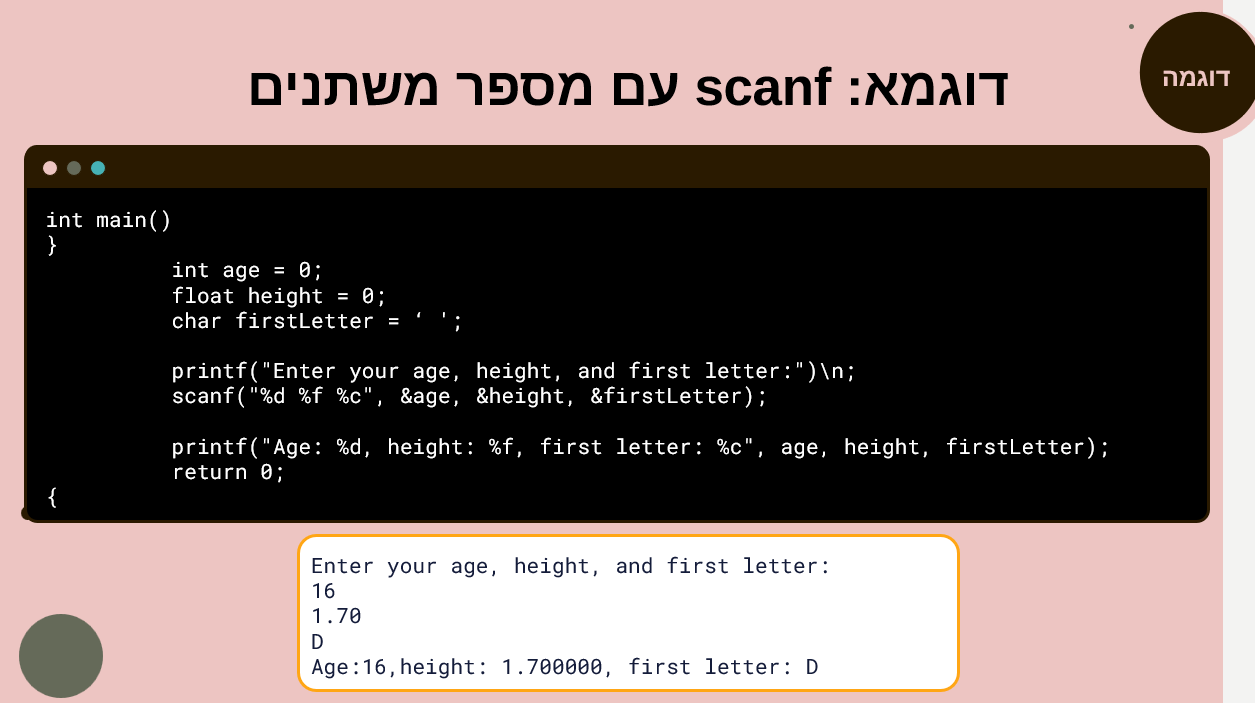 דוגמה
דוגמא: scanf עם מספר משתנים
int main()
}
int age = 0;
float height = 0;
char firstLetter = ‘ ';
printf("Enter your age, height, and first letter:")\n;
scanf("%d %f %c", &age, &height, &firstLetter);
printf("Age: %d, height: %f, first letter: %c", age, height, firstLetter);
return 0;
{
Enter your age, height, and first letter:
16
1.70
D
Age:16,height: 1.700000, first letter: D